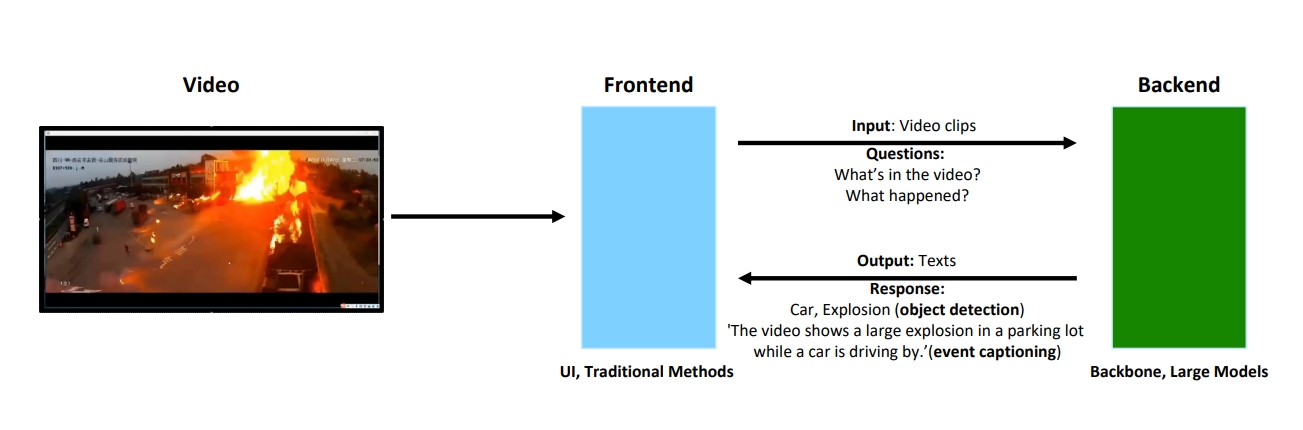 Video
Frontend
Backend
Input: Video clips
Questions:
What's in the video?
What happened?
Output: Texts
Response:
Car, Explosion (object detection)
'The video shows a large explosion in a parking lot
while a car is driving by.'(event captioning)
UI, Traditional Methods
Backbone, Large Models